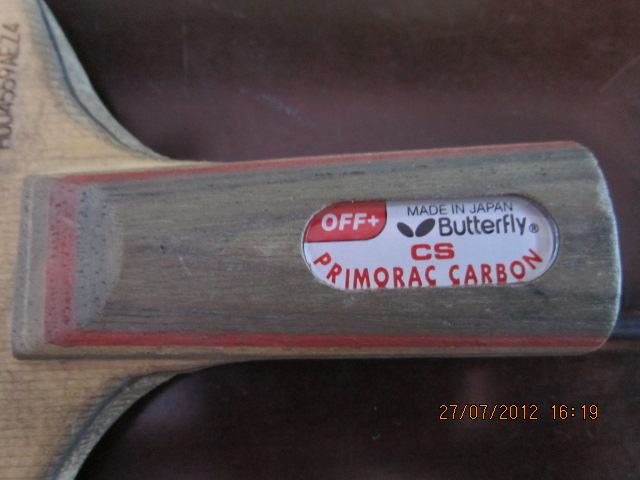 OFF+
MADE IN JAPAN
Butterfly®
CS
PRIMORAC CARBON
27/07/2012 16:19